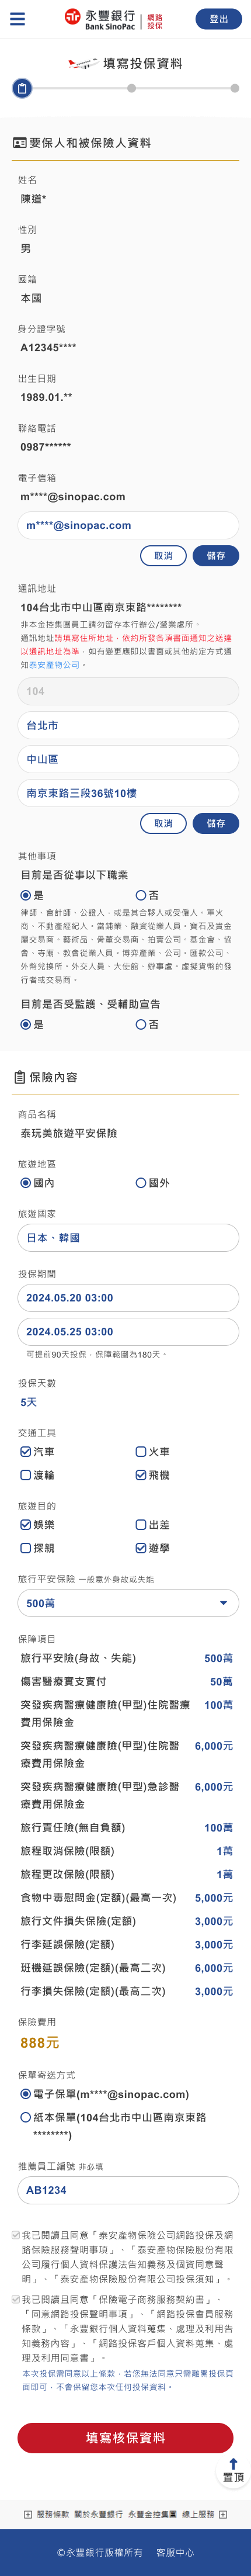 永豐銀行 Bank SinoPac 網路投保 登出
填寫投保資料
要保人和被保險人資料
姓名
陳道*
性別
男
國籍
本國
身分證字號
A12345****
出生日期
1989.01.**
聯絡電話
0987******
電子信箱
m****@sinopac.com
m****@sinopac.com
取消 儲存
通訊地址
104台北市中山區南京東路********
非本金控集團員工請勿留存本行辦公/營業處所。
通訊地址請填寫住所地址，依約所發各項書面通知之送達
以通訊地址為準，如有變更應即以書面或其他約定方式通
知泰安產物公司。
104
台北市
中山區
南京東路三段36號10樓
取消 儲存
其他事項
目前是否從事以下職業
是 否
律師、會計師、公證人，或是其合夥人或受僱人。軍火
商、不動產經紀人。當鋪業、融資從業人員。寶石及貴金
屬交易商。藝術品、骨董交易商、拍賣公司。基金會、協
會、寺廟、教會從業人員。博弈產業、公司。匯款公司、
外幣兌換所。外交人員、大使館、辦事處。虛擬貨幣的發
行者或交易商。
目前是否受監護、受輔助宣告
是 否
保險內容
商品名稱
泰玩美旅遊平安保險
旅遊地區
國內 國外
旅遊國家
日本、韓國
投保期間
2024.05.20 03:00
2024.05.25 03:00
可提前90天投保，保障範圍為180天。
投保天數
5天
交通工具
汽車 火車
渡輪 飛機
旅遊目的
娛樂 出差
探親 遊學
旅行平安保險 一般意外身故或失能
500萬
保障項目
旅行平安險(身故、失能) 500萬
傷害醫療實支實付 50萬
突發疾病醫療健康險(甲型)住院醫療 100萬
費用保險金
突發疾病醫療健康險(甲型)住院醫 6,000元
療費用保險金
突發疾病醫療健康險(甲型)急診醫 6,000元
療費用保險金
旅行責任險(無自負額) 100萬
旅程取消保險(限額) 1萬
旅程更改保險(限額) 1萬
食物中毒慰問金(定額)(最高一次) 5,000元
旅行文件損失保險(定額) 3,000元
行李延誤保險(定額) 3,000元
班機延誤保險(定額)(最高二次) 6,000元
行李損失保險(定額)(最高二次) 3,000元
保險費用
888元
保單寄送方式
電子保單(m****@sinopac.com)
紙本保單(104台北市中山區南京東路
********)
推薦員工編號 非必填
AB1234
我已閱讀且同意「泰安產物保險公司網路投保及網
路保險服務聲明事項」、「泰安產物保險股份有限
公司履行個人資料保護法告知義務及個資同意聲
明」、「泰安產物保險股份有限公司投保須知」。
我已閱讀且同意「保險電子商務服務契約書」、
「同意網路投保聲明事項」、「網路投保會員服務
條款」、「永豐銀行個人資料蒐集、處理及利用告
知義務內容」、「網路投保客戶個人資料蒐集、處
理及利用同意書」。
本次投保需同意以上條款，若您無法同意只需離開投保頁
面即可，不會保留您本次任何投保資料。
填寫核保資料
置頂
服務條款 關於永豐銀行 永豐金控集團 線上服務
©永豐銀行版權所有 客服中心